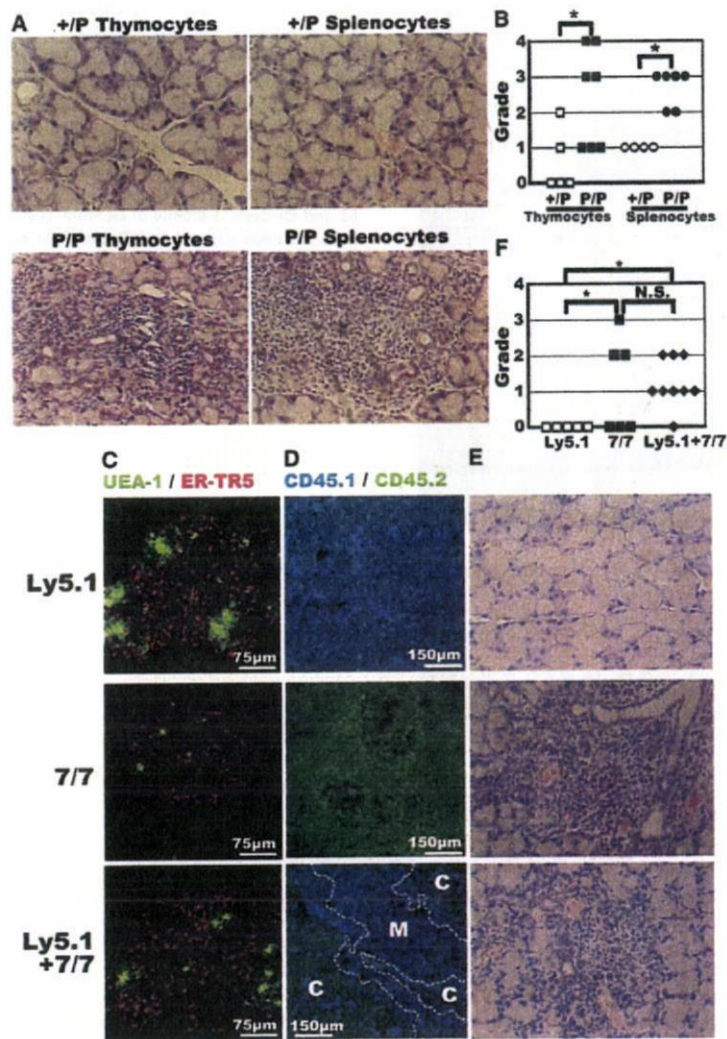 A
+/P Thymocytes
+/P Splenocytes
P/P Thymocytes
P/P Splenocytes
B
*
*
Grade
4
3
2
1
0
+/P P/P +/P P/P
Thymocytes Splenocytes
F
*
*
N.S.
Grade
4
3
2
1
0
Ly5.1 7/7 Ly5.1+7/7
C
D
E
UEA-1 / ER-TR5
CD45.1 / CD45.2
Ly5.1
75µm
150µm
7/7
75µm
150µm
Ly5.1
+7/7
75µm
C
M
C
C
150µm